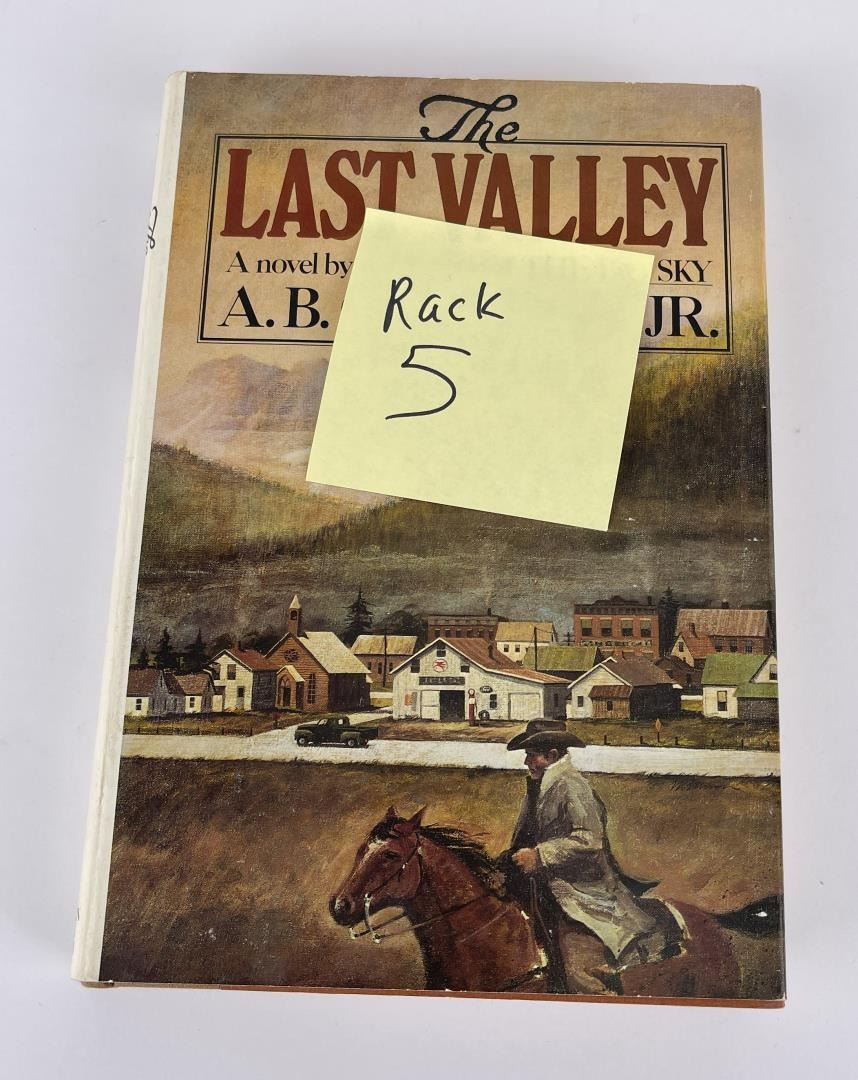 The
LAST VALLEY
A novel by SKY
A.B. JR.
Rack
5